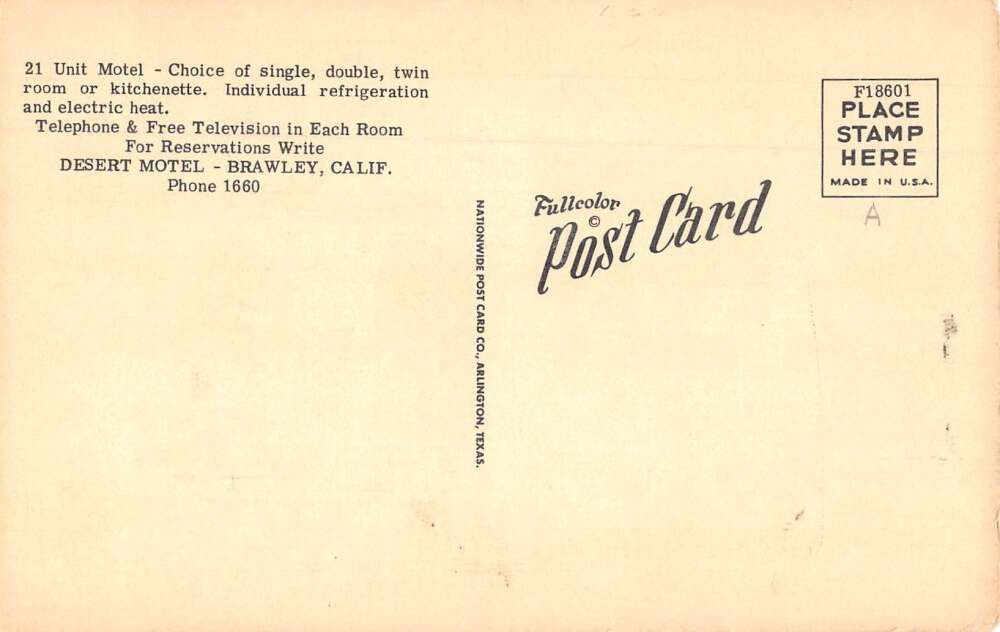 21 Unit Motel - Choice of single, double, twin
room or kitchenette. Individual refrigeration
and electric heat.
Telephone & Free Television in Each Room
For Reservations Write
DESERT MOTEL - BRAWLEY, CALIF.
Phone 1660
NATIONWIDE POST CARD CO., ARLINGTON, TEXAS.
Fullcolor
©
Post Card
F18601
PLACE
STAMP
HERE
MADE IN U.S.A.
A